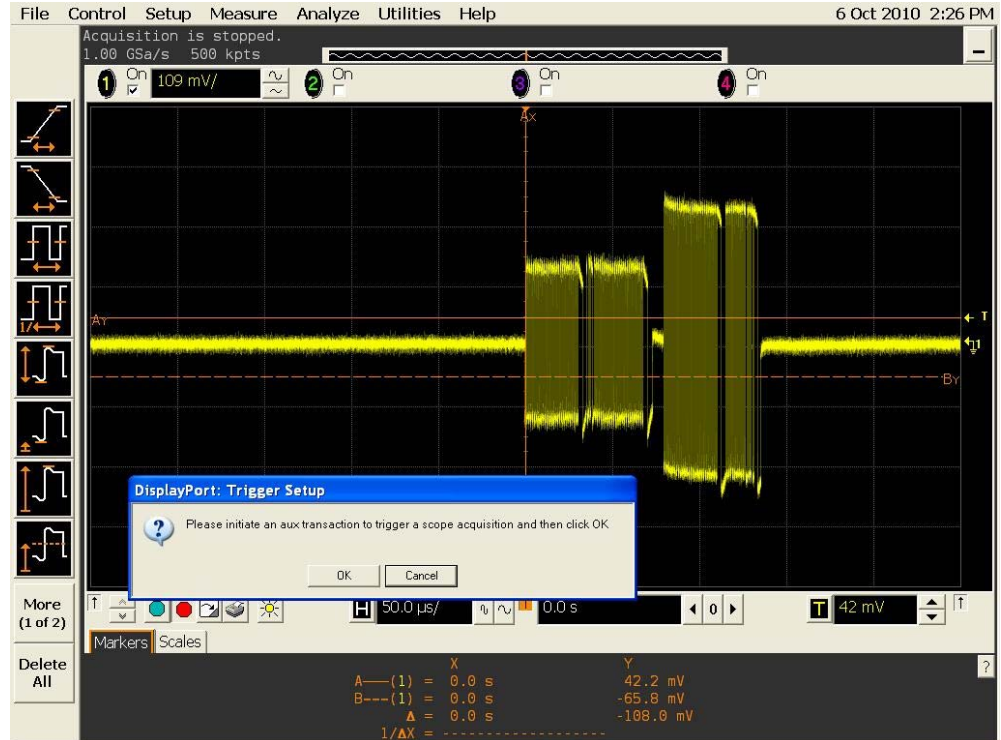 File Control Setup Measure Analyze Utilities Help 6 Oct 2010 2:26 PM
Acquisition is stopped.
1.00 GSa/s 500 kpts
1 On 109 mV/ 2 On 3 On 4 On
Ax
Ay
T
1
By
1/
DisplayPort: Trigger Setup
Please initiate an aux transaction to trigger a scope acquisition and then click OK
OK Cancel
More
(1 of 2)
H 50.0 µs/ 0.0 s 0 T 42 mV
Delete
All
Markers Scales
?
X Y
A———(1) = 0.0 s 42.2 mV
B---(1) = 0.0 s -65.8 mV
Δ = 0.0 s -108.0 mV
1/ΔX = --------------------